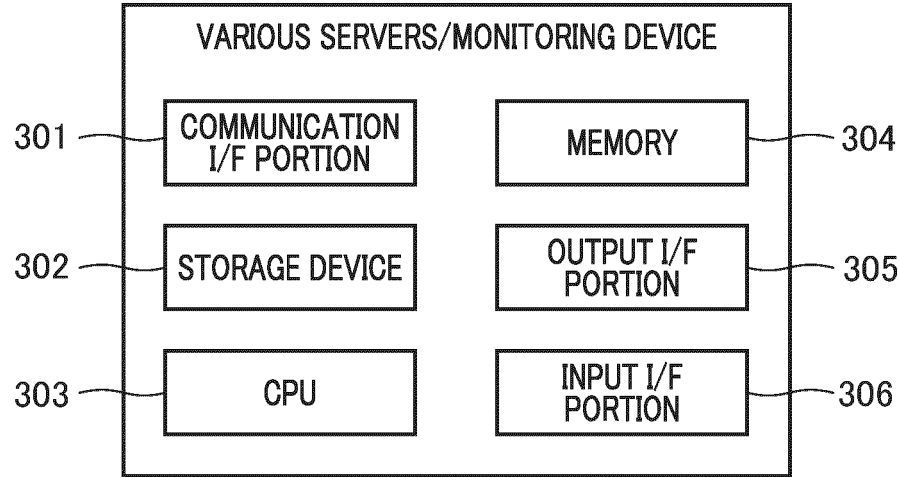 VARIOUS SERVERS/MONITORING DEVICE
301
COMMUNICATION
I/F PORTION
MEMORY
304
302
STORAGE DEVICE
OUTPUT I/F
PORTION
305
303
CPU
INPUT I/F
PORTION
306